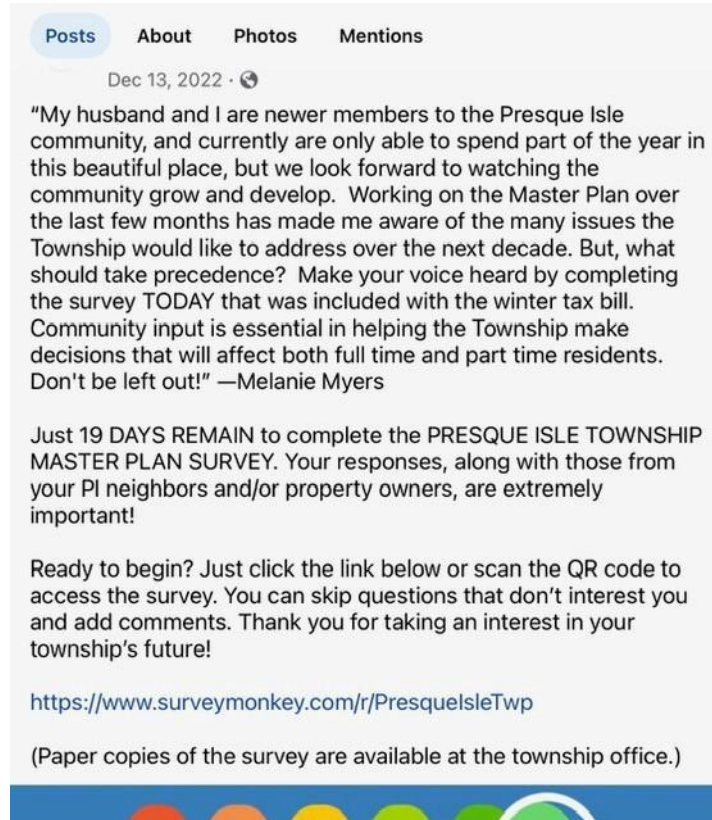 Posts About Photos Mentions
Dec 13, 2022 ·
“My husband and I are newer members to the Presque Isle
community, and currently are only able to spend part of the year in
this beautiful place, but we look forward to watching the
community grow and develop.  Working on the Master Plan over
the last few months has made me aware of the many issues the
Township would like to address over the next decade. But, what
should take precedence?  Make your voice heard by completing
the survey TODAY that was included with the winter tax bill.
Community input is essential in helping the Township make
decisions that will affect both full time and part time residents.
Don't be left out!” —Melanie Myers
Just 19 DAYS REMAIN to complete the PRESQUE ISLE TOWNSHIP
MASTER PLAN SURVEY. Your responses, along with those from
your PI neighbors and/or property owners, are extremely
important!
Ready to begin? Just click the link below or scan the QR code to
access the survey. You can skip questions that don’t interest you
and add comments. Thank you for taking an interest in your
township’s future!
https://www.surveymonkey.com/r/PresqueIsleTwp
(Paper copies of the survey are available at the township office.)